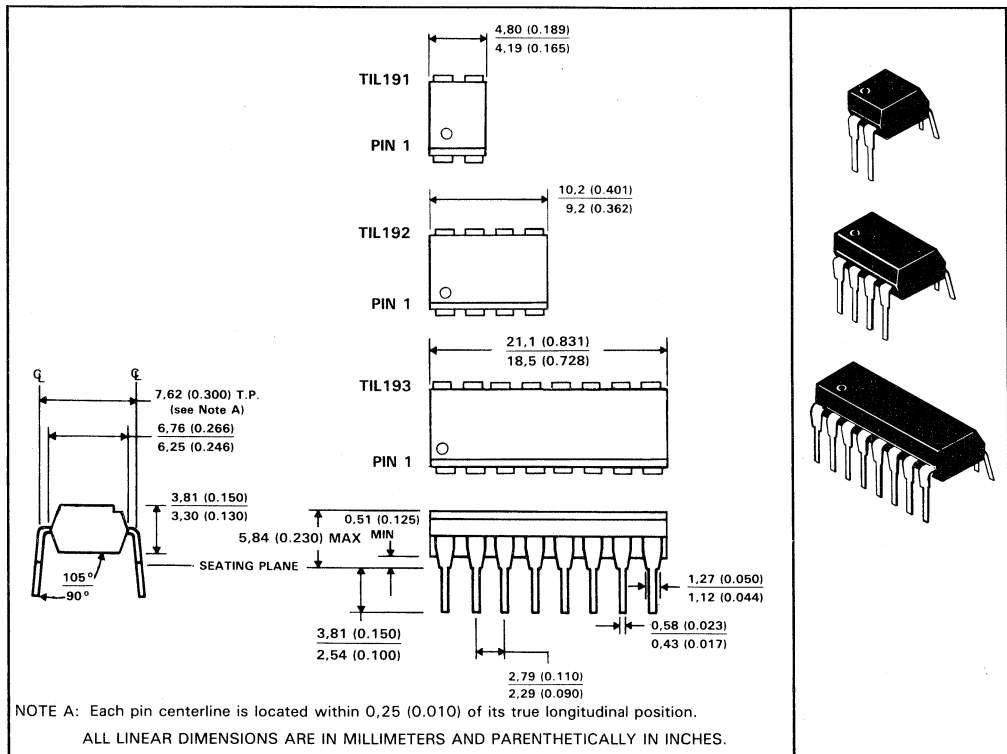 4,80 (0.189)
4,19 (0.165)
TIL191
PIN 1
10,2 (0.401)
9,2 (0.362)
TIL192
PIN 1
21,1 (0.831)
18,5 (0.728)
TIL193
PIN 1
℄ ℄
7,62 (0.300) T.P.
(see Note A)
6,76 (0.266)
6,25 (0.246)
3,81 (0.150)
3,30 (0.130)
105°
90°
SEATING PLANE
5,84 (0.230) MAX
0,51 (0.125)
MIN
3,81 (0.150)
2,54 (0.100)
1,27 (0.050)
1,12 (0.044)
0,58 (0.023)
0,43 (0.017)
2,79 (0.110)
2,29 (0.090)
NOTE A: Each pin centerline is located within 0,25 (0.010) of its true longitudinal position.
ALL LINEAR DIMENSIONS ARE IN MILLIMETERS AND PARENTHETICALLY IN INCHES.